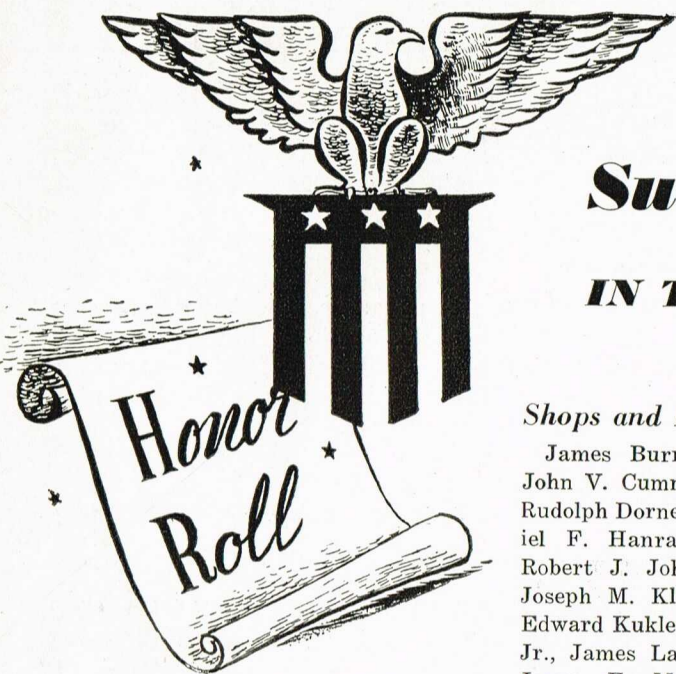 Honor
Roll
Su
IN T
Shops and
James Burr
John V. Cumr
Rudolph Dorne
iel F. Hanra
Robert J. Joh
Joseph M. Kl
Edward Kukle
Jr., James La